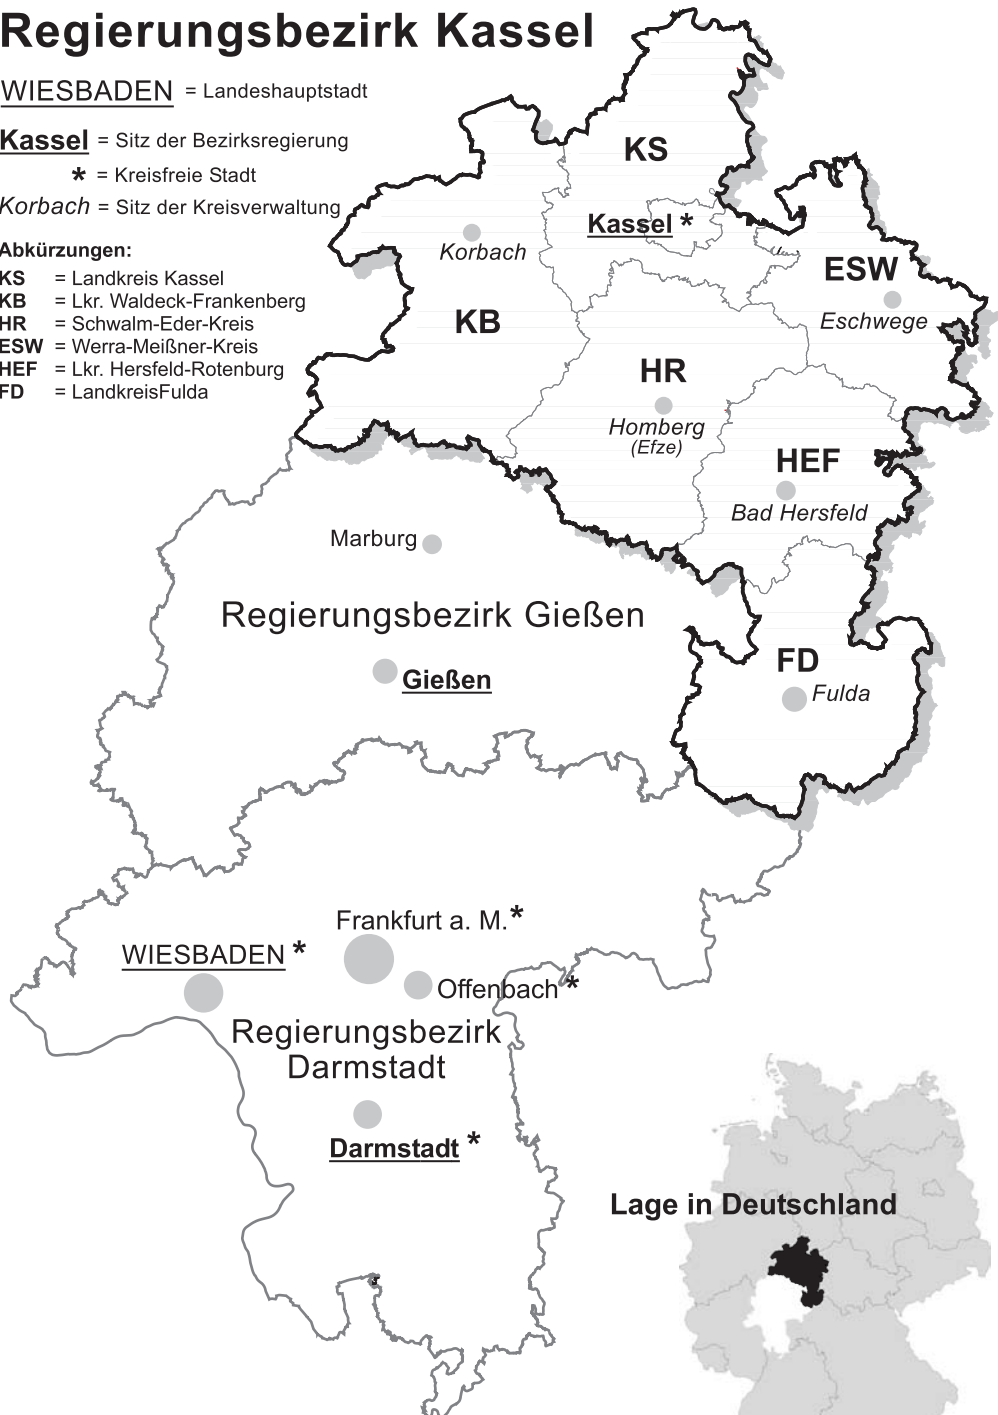 Regierungsbezirk Kassel
WIESBADEN = Landeshauptstadt
Kassel = Sitz der Bezirksregierung
* = Kreisfreie Stadt
Korbach = Sitz der Kreisverwaltung
Abkürzungen:
KS = Landkreis Kassel
KB = Lkr. Waldeck-Frankenberg
HR = Schwalm-Eder-Kreis
ESW = Werra-Meißner-Kreis
HEF = Lkr. Hersfeld-Rotenburg
FD = LandkreisFulda
KS
Kassel *
Korbach
ESW
Eschwege
KB
HR
Homberg
(Efze)
HEF
Bad Hersfeld
Marburg
Regierungsbezirk Gießen
Gießen
FD
Fulda
Frankfurt a. M.*
WIESBADEN *
Offenbach *
Regierungsbezirk
Darmstadt
Darmstadt *
Lage in Deutschland